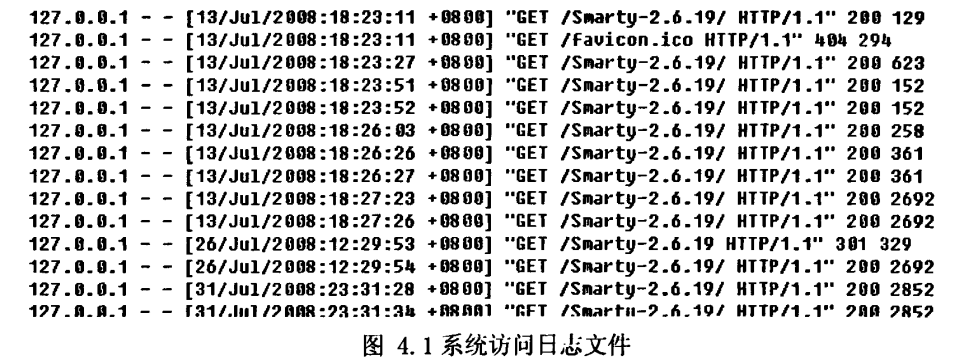 127.0.0.1 - - [13/Jul/2008:18:23:11 +0800] "GET /Smarty-2.6.19/ HTTP/1.1" 200 129
127.0.0.1 - - [13/Jul/2008:18:23:11 +0800] "GET /favicon.ico HTTP/1.1" 404 294
127.0.0.1 - - [13/Jul/2008:18:23:27 +0800] "GET /Smarty-2.6.19/ HTTP/1.1" 200 623
127.0.0.1 - - [13/Jul/2008:18:23:51 +0800] "GET /Smarty-2.6.19/ HTTP/1.1" 200 152
127.0.0.1 - - [13/Jul/2008:18:23:52 +0800] "GET /Smarty-2.6.19/ HTTP/1.1" 200 152
127.0.0.1 - - [13/Jul/2008:18:26:03 +0800] "GET /Smarty-2.6.19/ HTTP/1.1" 200 258
127.0.0.1 - - [13/Jul/2008:18:26:26 +0800] "GET /Smarty-2.6.19/ HTTP/1.1" 200 361
127.0.0.1 - - [13/Jul/2008:18:26:27 +0800] "GET /Smarty-2.6.19/ HTTP/1.1" 200 361
127.0.0.1 - - [13/Jul/2008:18:27:23 +0800] "GET /Smarty-2.6.19/ HTTP/1.1" 200 2692
127.0.0.1 - - [13/Jul/2008:18:27:26 +0800] "GET /Smarty-2.6.19/ HTTP/1.1" 200 2692
127.0.0.1 - - [26/Jul/2008:12:29:53 +0800] "GET /Smarty-2.6.19 HTTP/1.1" 301 329
127.0.0.1 - - [26/Jul/2008:12:29:54 +0800] "GET /Smarty-2.6.19/ HTTP/1.1" 200 2692
127.0.0.1 - - [31/Jul/2008:23:31:28 +0800] "GET /Smarty-2.6.19/ HTTP/1.1" 200 2852
127.0.0.1 - - [31/Jul/2008:23:31:34 +0800] "GET /Smarty-2.6.19/ HTTP/1.1" 200 2852
图 4.1 系统访问日志文件